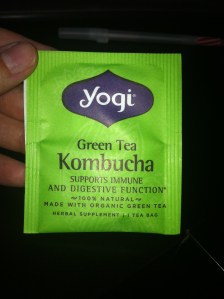 yogi
Green Tea
Kombucha
SUPPORTS IMMUNE
AND DIGESTIVE FUNCTION*
~100% NATURAL~
MADE WITH ORGANIC GREEN TEA
HERBAL SUPPLEMENT | 1 TEA BAG